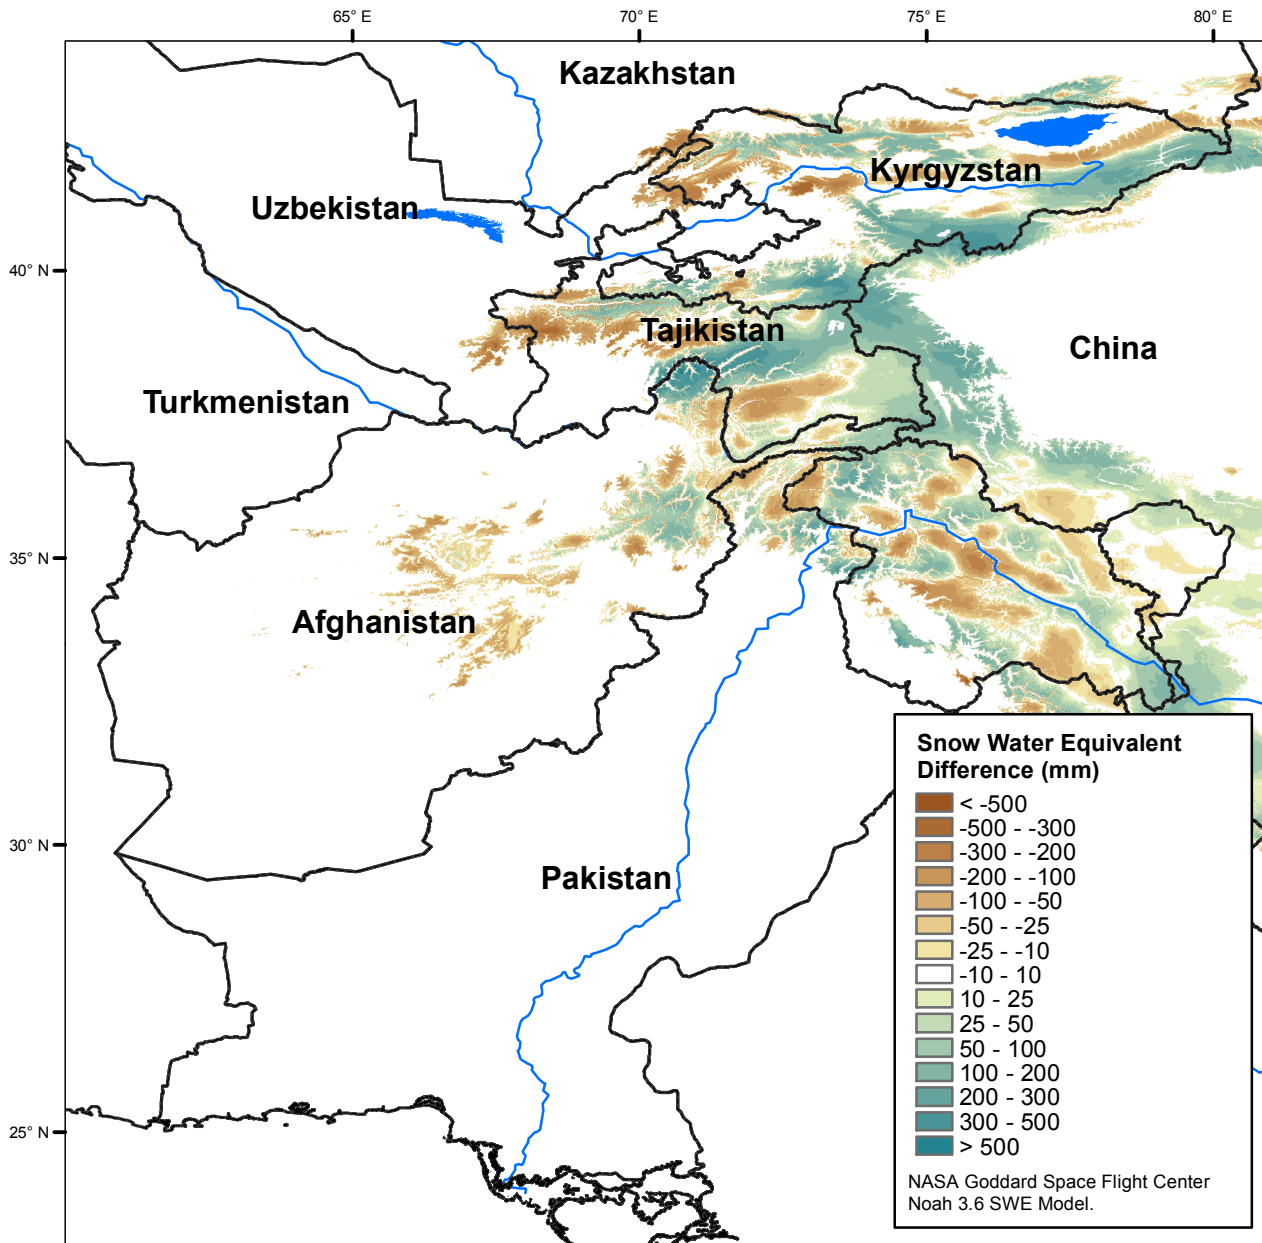 65° E
70° E
75° E
80° E
Kazakhstan
Kyrgyzstan
Uzbekistan
40° N
Tajikistan
China
Turkmenistan
35° N
Afghanistan
30° N
Pakistan
25° N
Snow Water Equivalent
Difference (mm)
< -500
-500 - -300
-300 - -200
-200 - -100
-100 - -50
-50 - -25
-25 - -10
-10 - 10
10 - 25
25 - 50
50 - 100
100 - 200
200 - 300
300 - 500
> 500
NASA Goddard Space Flight Center
Noah 3.6 SWE Model.